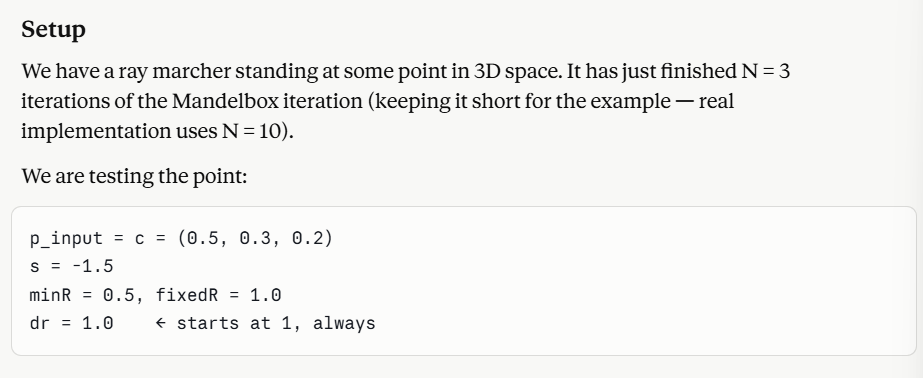 Setup
We have a ray marcher standing at some point in 3D space. It has just finished N = 3
iterations of the Mandelbox iteration (keeping it short for the example — real
implementation uses N = 10).
We are testing the point:
p_input = c = (0.5, 0.3, 0.2)
s = -1.5
minR = 0.5, fixedR = 1.0
dr = 1.0    ← starts at 1, always